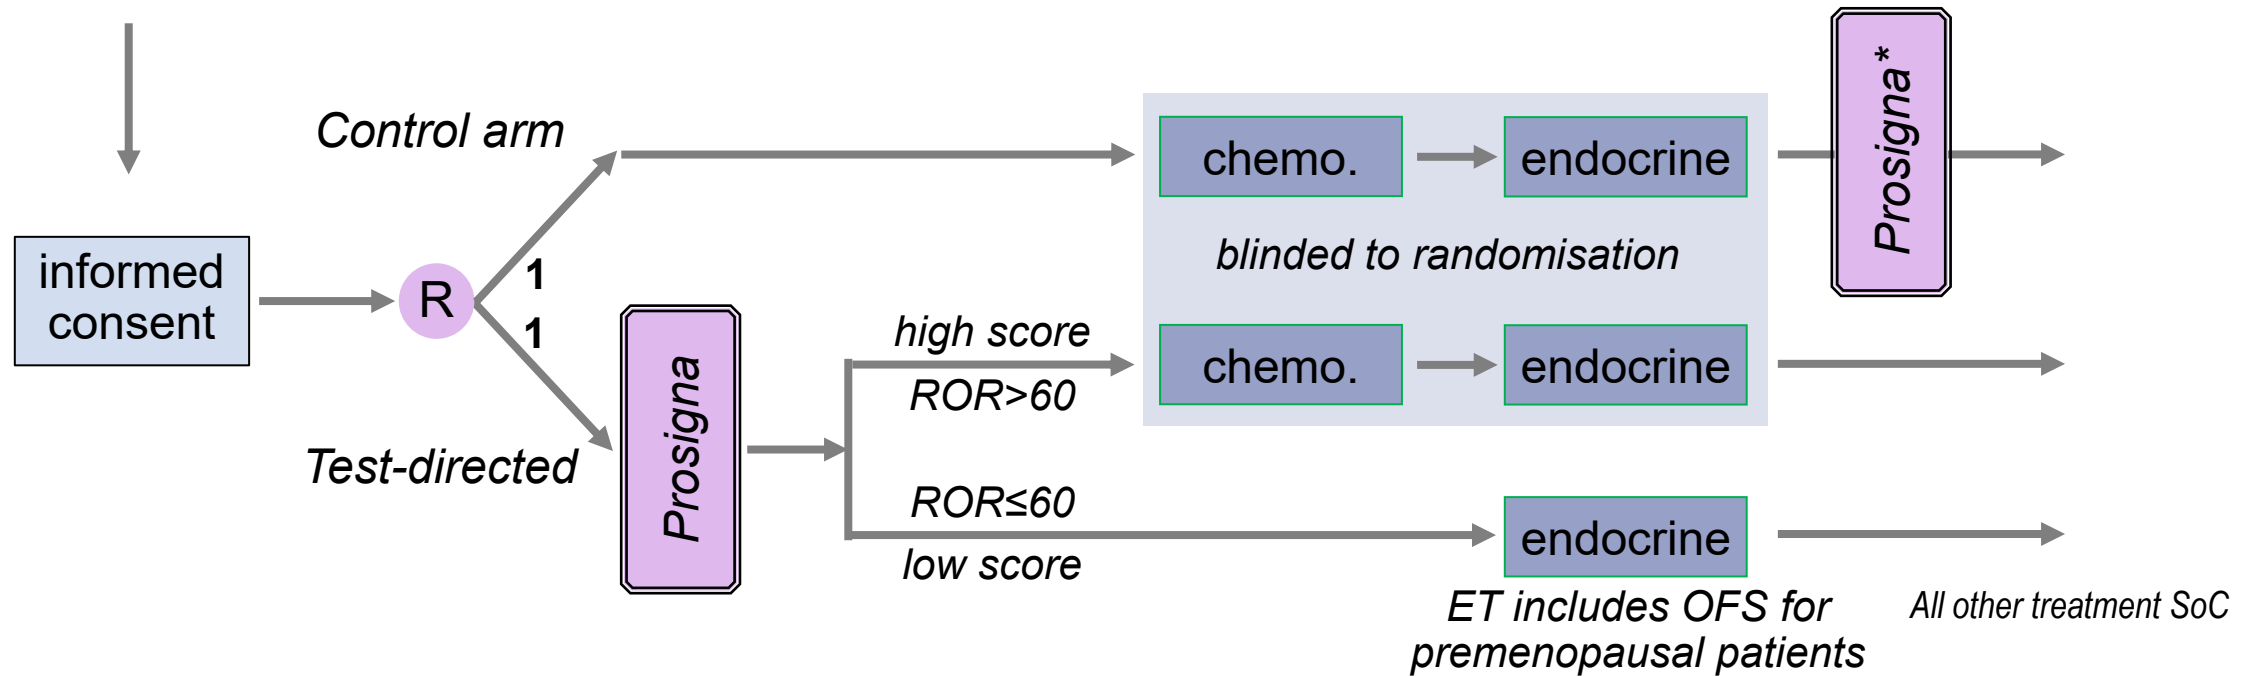 informed
consent
R
Control arm
1
1
Test-directed
Prosigna
high score
ROR>60
ROR≤60
low score
chemo.
endocrine
blinded to randomisation
chemo.
endocrine
endocrine
ET includes OFS for
premenopausal patients
Prosigna*
All other treatment SoC